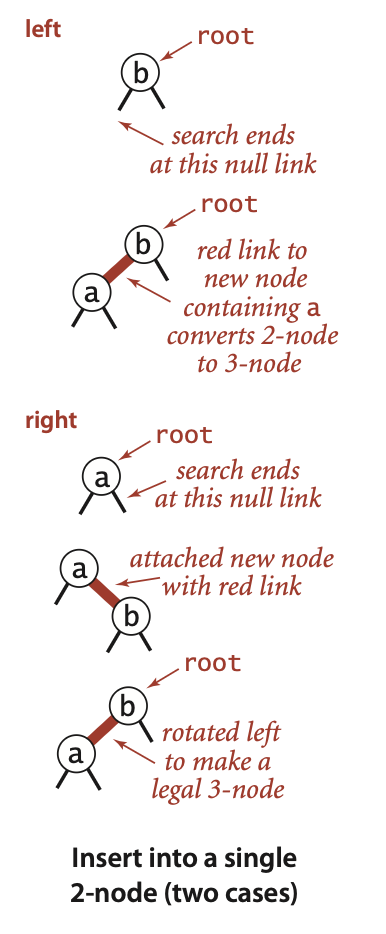 left
root
b
search ends
at this null link
root
b
a
red link to
new node
containing a
converts 2-node
to 3-node
right
root
a
search ends
at this null link
a
attached new node
with red link
b
root
b
a
rotated left
to make a
legal 3-node
Insert into a single
2-node (two cases)